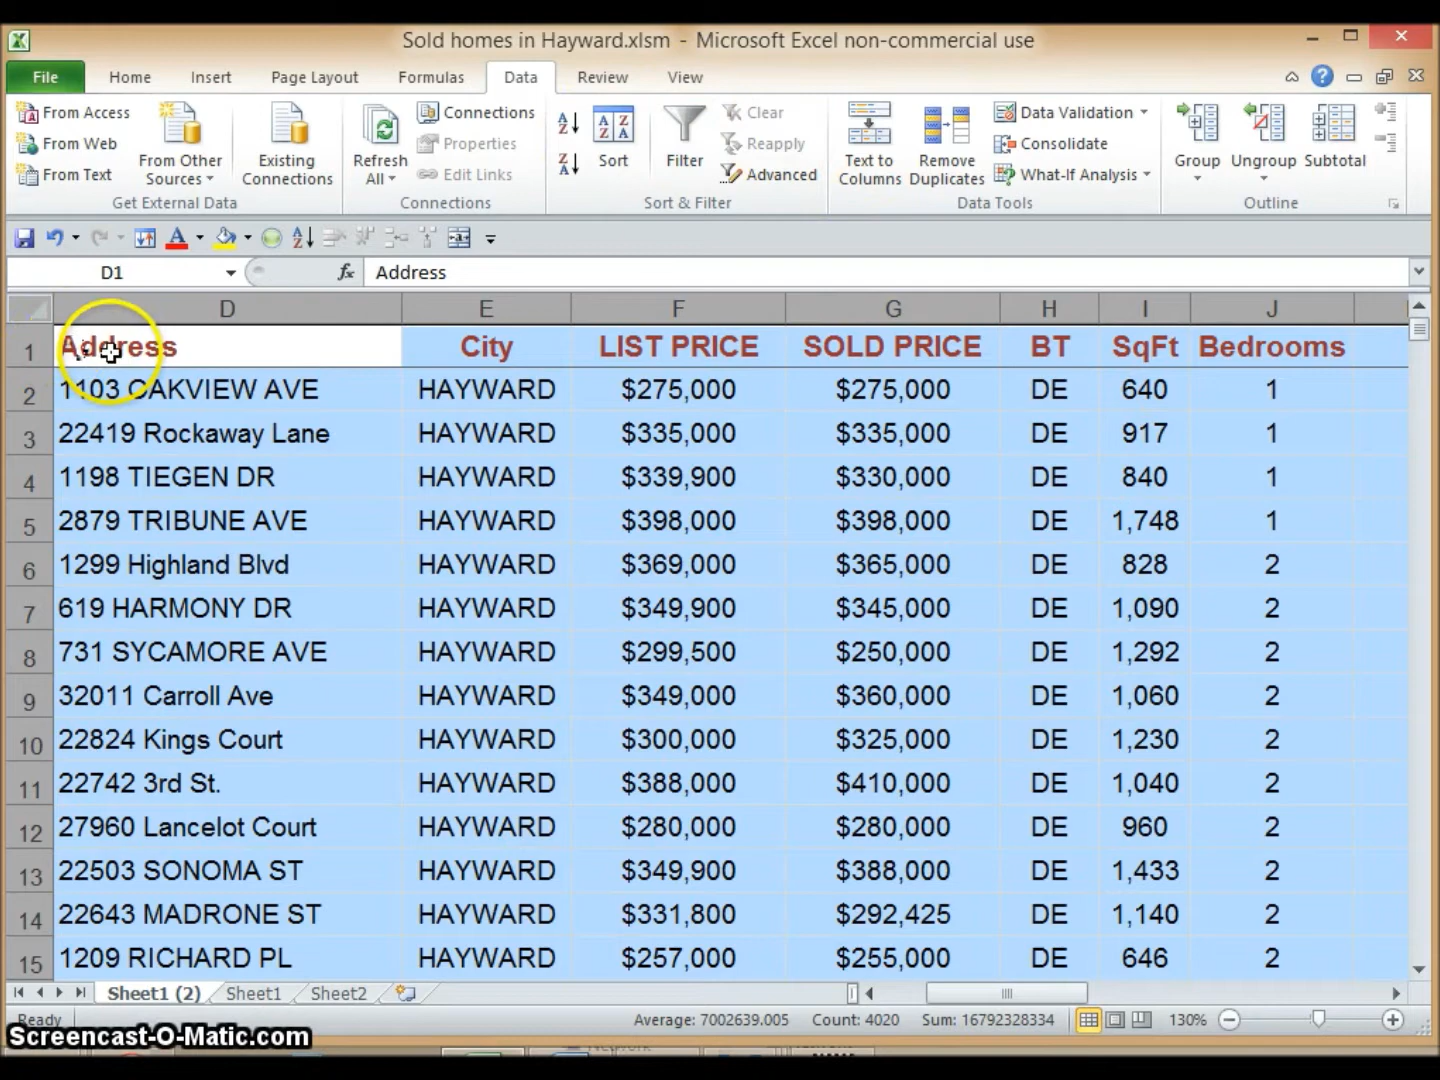 Sold homes in Hayward.xlsm - Microsoft Excel non-commercial use
File Home Insert Page Layout Formulas Data Review View
From Access
From Web
From Text
From Other Sources
Existing Connections
Get External Data
Refresh All
Connections
Properties
Edit Links
Connections
Sort
Filter
Clear
Reapply
Advanced
Sort & Filter
Text to Columns
Remove Duplicates
Data Validation
Consolidate
What-If Analysis
Data Tools
Group
Ungroup
Subtotal
Outline
D1 fx Address
D E F G H I J
1 Address City LIST PRICE SOLD PRICE BT SqFt Bedrooms
2 1103 OAKVIEW AVE HAYWARD $275,000 $275,000 DE 640 1
3 22419 Rockaway Lane HAYWARD $335,000 $335,000 DE 917 1
4 1198 TIEGEN DR HAYWARD $339,900 $330,000 DE 840 1
5 2879 TRIBUNE AVE HAYWARD $398,000 $398,000 DE 1,748 1
6 1299 Highland Blvd HAYWARD $369,000 $365,000 DE 828 2
7 619 HARMONY DR HAYWARD $349,900 $345,000 DE 1,090 2
8 731 SYCAMORE AVE HAYWARD $299,500 $250,000 DE 1,292 2
9 32011 Carroll Ave HAYWARD $349,000 $360,000 DE 1,060 2
10 22824 Kings Court HAYWARD $300,000 $325,000 DE 1,230 2
11 22742 3rd St. HAYWARD $388,000 $410,000 DE 1,040 2
12 27960 Lancelot Court HAYWARD $280,000 $280,000 DE 960 2
13 22503 SONOMA ST HAYWARD $349,900 $388,000 DE 1,433 2
14 22643 MADRONE ST HAYWARD $331,800 $292,425 DE 1,140 2
15 1209 RICHARD PL HAYWARD $257,000 $255,000 DE 646 2
Sheet1 (2) Sheet1 Sheet2
Ready Average: 7002639.005 Count: 4020 Sum: 16792328334 130%
Screencast-O-Matic.com